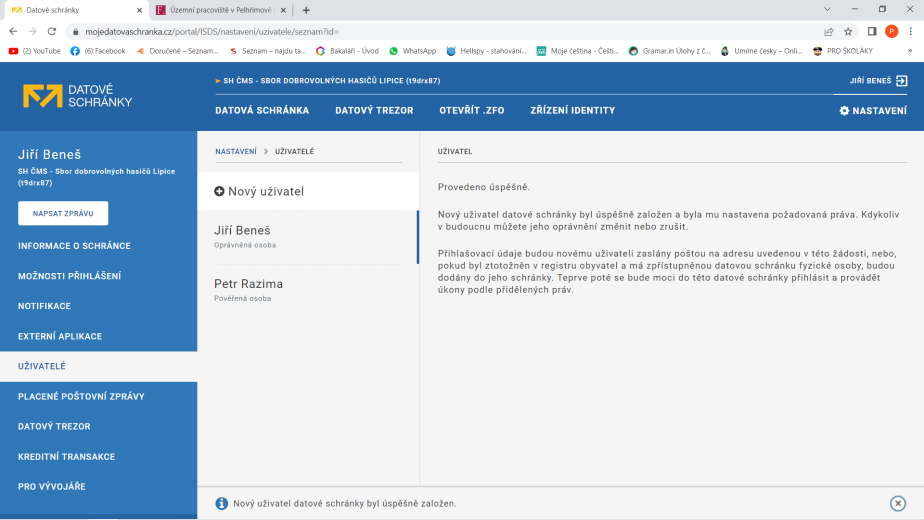 Datové schránky
Územní pracoviště v Pelhřimově
mojedatovaschranka.cz/portal/ISDS/nastaveni/uzivatele/seznam?id=
(2) YouTube
(6) Facebook
Doručené – Seznam...
Seznam – najdu ta...
Bakaláři - Úvod
WhatsApp
Hellspy - stahování...
Moje čeština - Češti...
Gramar.in Úlohy z č...
Umíme česky – Onli...
PRO ŠKOLÁKY
»
P
DATOVÉ
SCHRÁNKY
SH ČMS - SBOR DOBROVOLNÝCH HASIČŮ LIPICE (t9drx87)
JIŘÍ BENEŠ
DATOVÁ SCHRÁNKA
DATOVÝ TREZOR
OTEVŘÍT .ZFO
ZŘÍZENÍ IDENTITY
NASTAVENÍ
Jiří Beneš
SH ČMS - Sbor dobrovolných hasičů Lipice
(t9drx87)
NAPSAT ZPRÁVU
INFORMACE O SCHRÁNCE
MOŽNOSTI PŘIHLÁŠENÍ
NOTIFIKACE
EXTERNÍ APLIKACE
UŽIVATELÉ
PLACENÉ POŠTOVNÍ ZPRÁVY
DATOVÝ TREZOR
KREDITNÍ TRANSAKCE
PRO VÝVOJÁŘE
NASTAVENÍ > UŽIVATELÉ
Nový uživatel
Jiří Beneš
Oprávněná osoba
Petr Razima
Pověřená osoba
UŽIVATEL
Provedeno úspěšně.
Nový uživatel datové schránky byl úspěšně založen a byla mu nastavena požadovaná práva. Kdykoliv
v budoucnu můžete jeho oprávnění změnit nebo zrušit.
Přihlašovací údaje budou novému uživateli zaslány poštou na adresu uvedenou v této žádosti, nebo,
pokud byl ztotožněn v registru obyvatel a má zpřístupněnou datovou schránku fyzické osoby, budou
dodány do jeho schránky. Teprve poté se bude moci do této datové schránky přihlásit a provádět
úkony podle přidělených práv.
Nový uživatel datové schránky byl úspěšně založen.